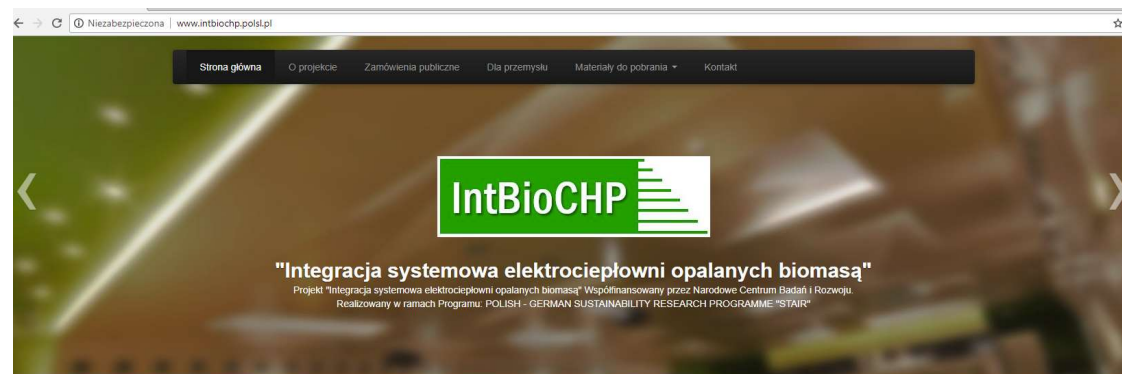 Niezabezpieczona | www.intbiochp.polsl.pl
Strona główna O projekcie Zamówienia publiczne Dla przemysłu Materiały do pobrania Kontakt
IntBioCHP
"Integracja systemowa elektrociepłowni opalanych biomasą"
Projekt "Integracja systemowa elektrociepłowni opalanych biomasą" Współfinansowany przez Narodowe Centrum Badań i Rozwoju.
Realizowany w ramach Programu: POLISH - GERMAN SUSTAINABILITY RESEARCH PROGRAMME "STAIR"